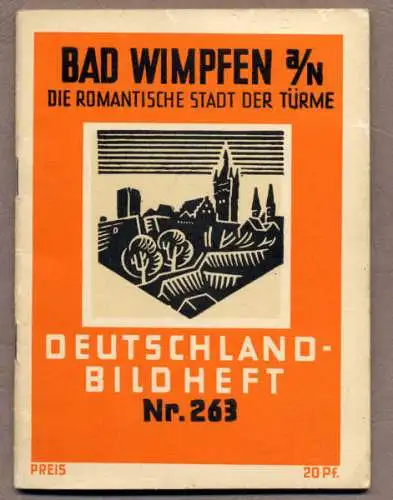 BAD WIMPFEN a/N
DIE ROMANTISCHE STADT DER TÜRME
DEUTSCHLAND-
BILDHEFT
Nr. 263
PREIS 20 Pf.